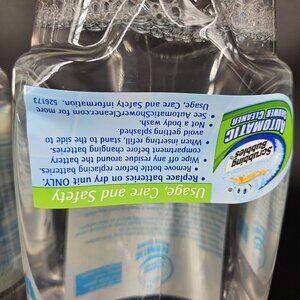 Usage, Care and Safety
• Replace batteries on dry unit ONLY.
• Remove bottle before replacing batteries.
• Wipe off any residue around the battery
compartment before changing batteries.
• When installing refill, stand to the side to
avoid getting splashed.
• Not a body wash.
• See AutomaticShowerCleaner.com for more
Usage, Care and Safety information. 526173
Scrubbing
Bubbles
AUTOMATIC
SHOWER CLEANER